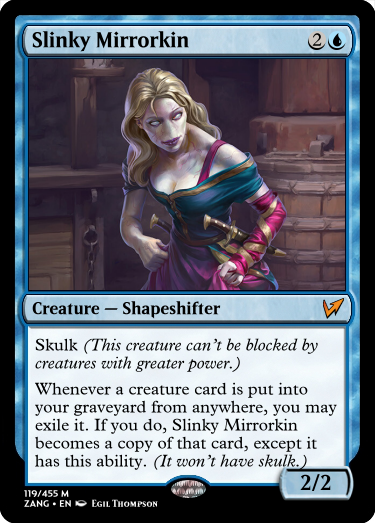 Slinky Mirrorkin
2
Creature — Shapeshifter
Skulk (This creature can't be blocked by
creatures with greater power.)
Whenever a creature card is put into
your graveyard from anywhere, you may
exile it. If you do, Slinky Mirrorkin
becomes a copy of that card, except it
has this ability. (It won't have skulk.)
2/2
119/455 M
ZANG • EN Egil Thompson